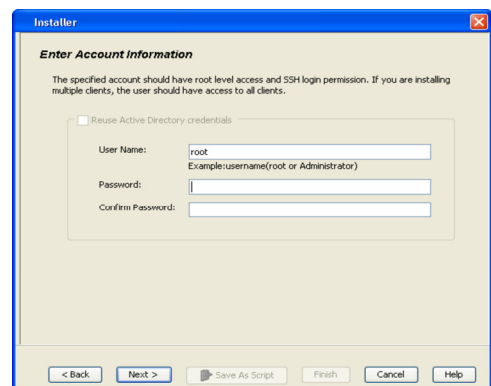 Installer
Enter Account Information
The specified account should have root level access and SSH login permission. If you are installing
multiple clients, the user should have access to all clients.
Reuse Active Directory credentials
User Name:
root
Example:username(root or Administrator)
Password:
Confirm Password:
< Back
Next >
Save As Script
Finish
Cancel
Help